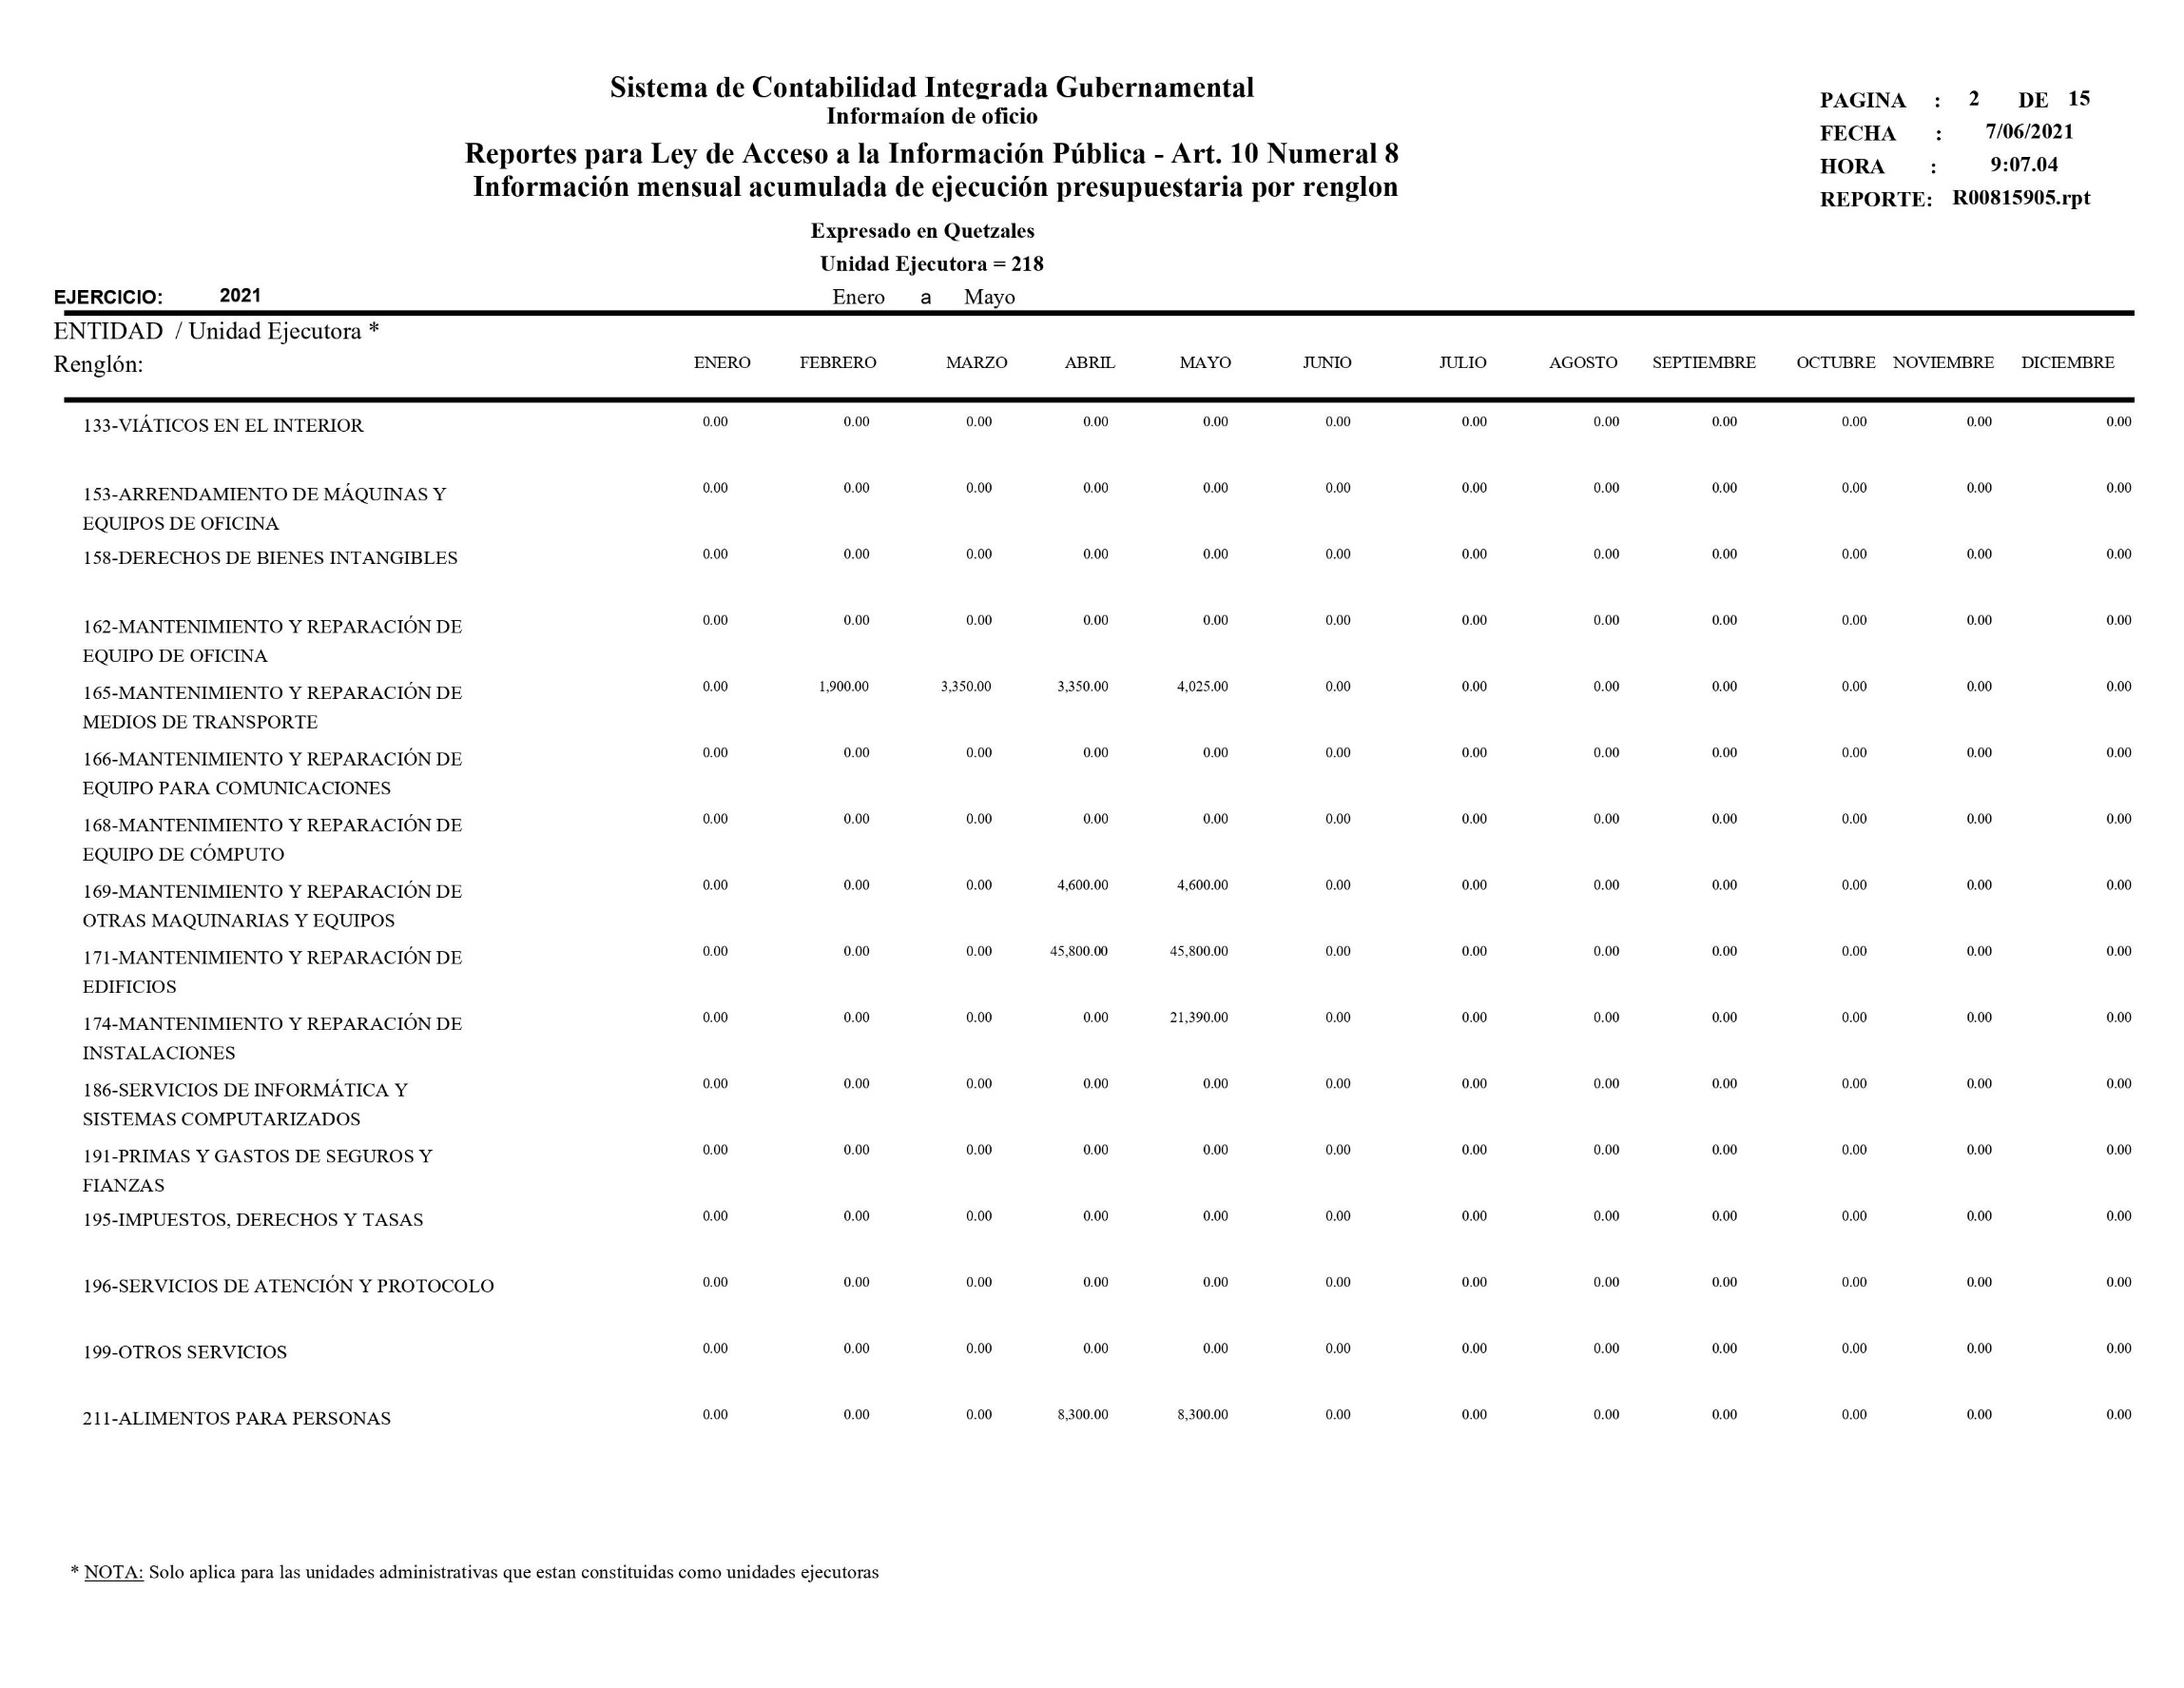 Sistema de Contabilidad Integrada Gubernamental
Informaíon de oficio
Reportes para Ley de Acceso a la Información Pública - Art. 10 Numeral 8
Información mensual acumulada de ejecución presupuestaria por renglon
Expresado en Quetzales
Unidad Ejecutora = 218
PAGINA : 2 DE 15
FECHA : 7/06/2021
HORA : 9:07.04
REPORTE: R00815905.rpt
EJERCICIO: 2021 Enero a Mayo
ENTIDAD / Unidad Ejecutora *
Renglón: ENERO FEBRERO MARZO ABRIL MAYO JUNIO JULIO AGOSTO SEPTIEMBRE OCTUBRE NOVIEMBRE DICIEMBRE
133-VIÁTICOS EN EL INTERIOR 0.00 0.00 0.00 0.00 0.00 0.00 0.00 0.00 0.00 0.00 0.00 0.00
153-ARRENDAMIENTO DE MÁQUINAS Y 0.00 0.00 0.00 0.00 0.00 0.00 0.00 0.00 0.00 0.00 0.00 0.00
EQUIPOS DE OFICINA
158-DERECHOS DE BIENES INTANGIBLES 0.00 0.00 0.00 0.00 0.00 0.00 0.00 0.00 0.00 0.00 0.00 0.00
162-MANTENIMIENTO Y REPARACIÓN DE 0.00 0.00 0.00 0.00 0.00 0.00 0.00 0.00 0.00 0.00 0.00 0.00
EQUIPO DE OFICINA
165-MANTENIMIENTO Y REPARACIÓN DE 0.00 1,900.00 3,350.00 3,350.00 4,025.00 0.00 0.00 0.00 0.00 0.00 0.00 0.00
MEDIOS DE TRANSPORTE
166-MANTENIMIENTO Y REPARACIÓN DE 0.00 0.00 0.00 0.00 0.00 0.00 0.00 0.00 0.00 0.00 0.00 0.00
EQUIPO PARA COMUNICACIONES
168-MANTENIMIENTO Y REPARACIÓN DE 0.00 0.00 0.00 0.00 0.00 0.00 0.00 0.00 0.00 0.00 0.00 0.00
EQUIPO DE CÓMPUTO
169-MANTENIMIENTO Y REPARACIÓN DE 0.00 0.00 0.00 4,600.00 4,600.00 0.00 0.00 0.00 0.00 0.00 0.00 0.00
OTRAS MAQUINARIAS Y EQUIPOS
171-MANTENIMIENTO Y REPARACIÓN DE 0.00 0.00 0.00 45,800.00 45,800.00 0.00 0.00 0.00 0.00 0.00 0.00 0.00
EDIFICIOS
174-MANTENIMIENTO Y REPARACIÓN DE 0.00 0.00 0.00 0.00 21,390.00 0.00 0.00 0.00 0.00 0.00 0.00 0.00
INSTALACIONES
186-SERVICIOS DE INFORMÁTICA Y 0.00 0.00 0.00 0.00 0.00 0.00 0.00 0.00 0.00 0.00 0.00 0.00
SISTEMAS COMPUTARIZADOS
191-PRIMAS Y GASTOS DE SEGUROS Y 0.00 0.00 0.00 0.00 0.00 0.00 0.00 0.00 0.00 0.00 0.00 0.00
FIANZAS
195-IMPUESTOS, DERECHOS Y TASAS 0.00 0.00 0.00 0.00 0.00 0.00 0.00 0.00 0.00 0.00 0.00 0.00
196-SERVICIOS DE ATENCIÓN Y PROTOCOLO 0.00 0.00 0.00 0.00 0.00 0.00 0.00 0.00 0.00 0.00 0.00 0.00
199-OTROS SERVICIOS 0.00 0.00 0.00 0.00 0.00 0.00 0.00 0.00 0.00 0.00 0.00 0.00
211-ALIMENTOS PARA PERSONAS 0.00 0.00 0.00 8,300.00 8,300.00 0.00 0.00 0.00 0.00 0.00 0.00 0.00
* NOTA: Solo aplica para las unidades administrativas que estan constituidas como unidades ejecutoras